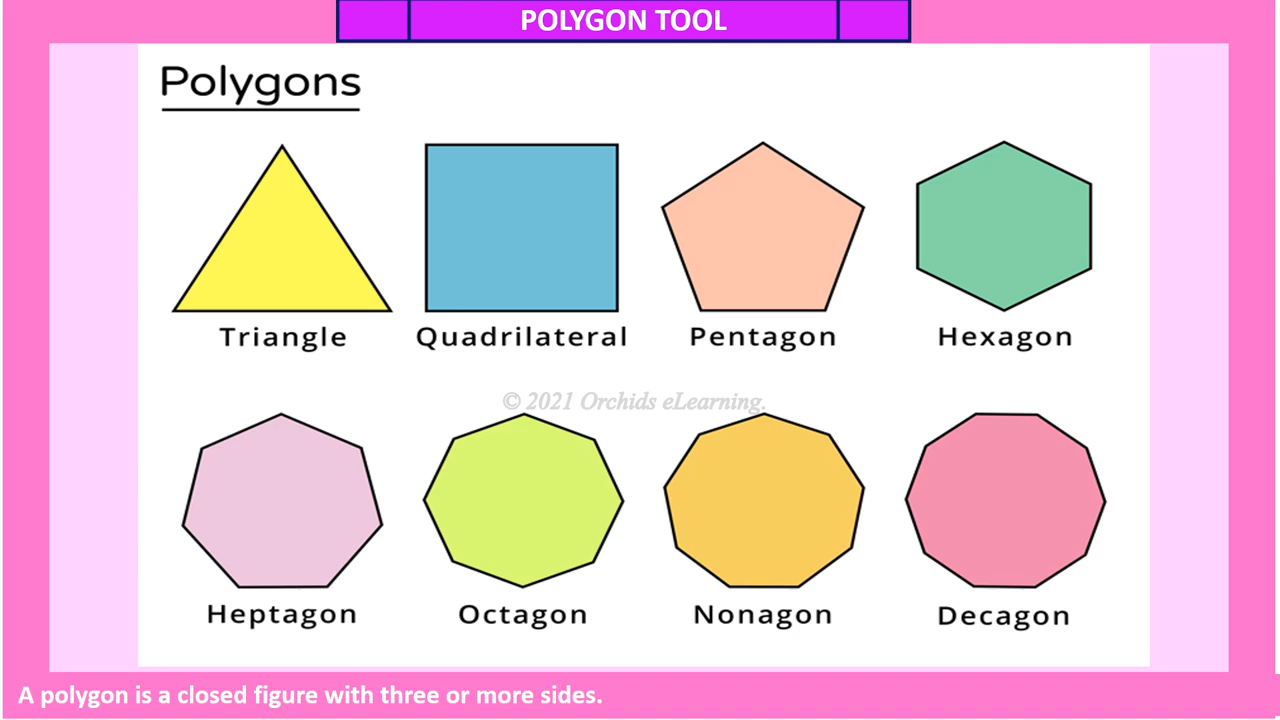 POLYGON TOOL
Polygons
Triangle
Quadrilateral
Pentagon
Hexagon
© 2021 Orchids eLearning.
Heptagon
Octagon
Nonagon
Decagon
A polygon is a closed figure with three or more sides.